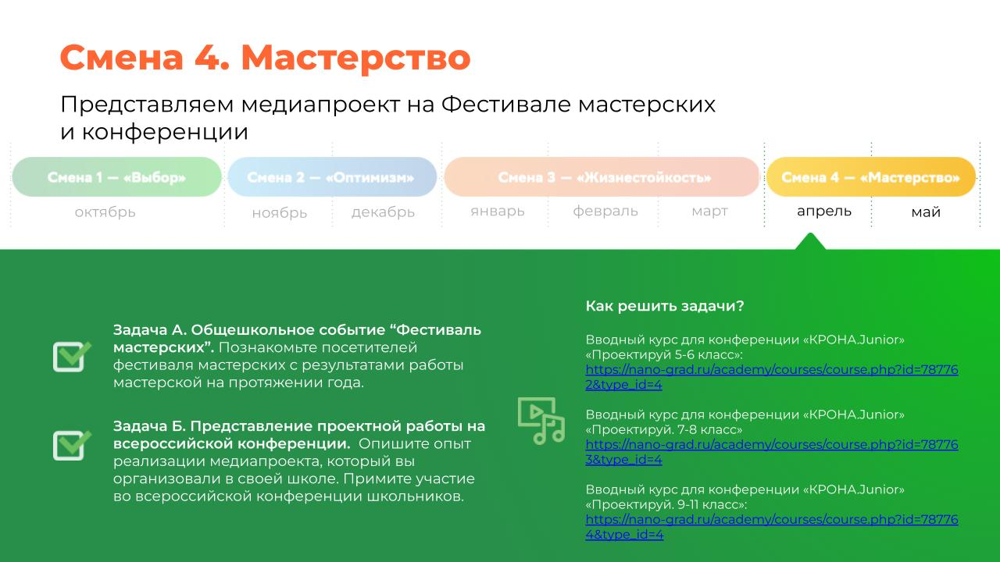 Смена 4. Мастерство
Представляем медиапроект на Фестивале мастерских
и конференции
Смена 1 — «Выбор»
Смена 2 — «Оптимизм»
Смена 3 — «Жизнестойкость»
Смена 4 — «Мастерство»
октябрь
ноябрь
декабрь
январь
февраль
март
апрель
май
Задача А. Общешкольное событие “Фестиваль
мастерских”. Познакомьте посетителей
фестиваля мастерских с результатами работы
мастерской на протяжении года.
Задача Б. Представление проектной работы на
всероссийской конференции.  Опишите опыт
реализации медиапроекта, который вы
организовали в своей школе. Примите участие
во всероссийской конференции школьников.
Как решить задачи?
Вводный курс для конференции «КРОНА.Junior»
«Проектируй 5-6 класс»:
https://nano-grad.ru/academy/courses/course.php?id=78776
2&type_id=4
Вводный курс для конференции «КРОНА.Junior»
«Проектируй. 7-8 класс»
https://nano-grad.ru/academy/courses/course.php?id=78776
3&type_id=4
Вводный курс для конференции «КРОНА.Junior»
«Проектируй. 9-11 класс»:
https://nano-grad.ru/academy/courses/course.php?id=78776
4&type_id=4